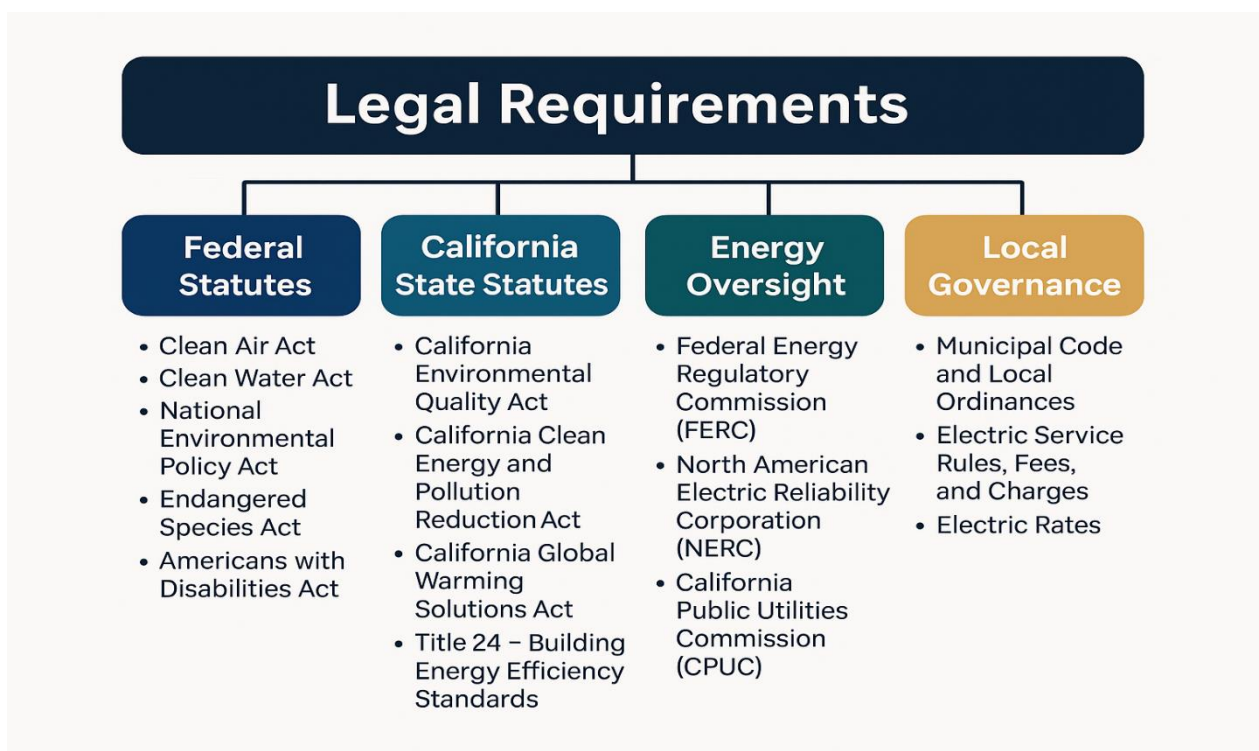 Legal Requirements
Federal
Statutes
• Clean Air Act
• Clean Water Act
• National
Environmental
Policy Act
• Endangered
Species Act
• Americans with
Disabilities Act
California
State Statutes
• California
Environmental
Quality Act
• California Clean
Energy and
Pollution
Reduction Act
• California Global
Warming
Solutions Act
• Title 24 – Building
Energy Efficiency
Standards
Energy
Oversight
• Federal Energy
Regulatory
Commission
(FERC)
• North American
Electric Reliability
Corporation
(NERC)
• California
Public Utilities
Commission
(CPUC)
Local
Governance
• Municipal Code
and Local
Ordinances
• Electric Service
Rules, Fees,
and Charges
• Electric Rates